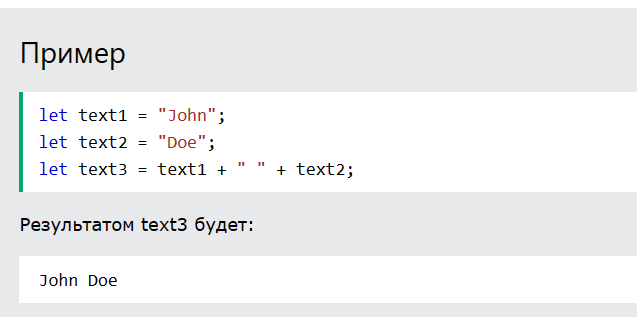 Пример
let text1 = "John";
let text2 = "Doe";
let text3 = text1 + " " + text2;
Результатом text3 будет:
John Doe